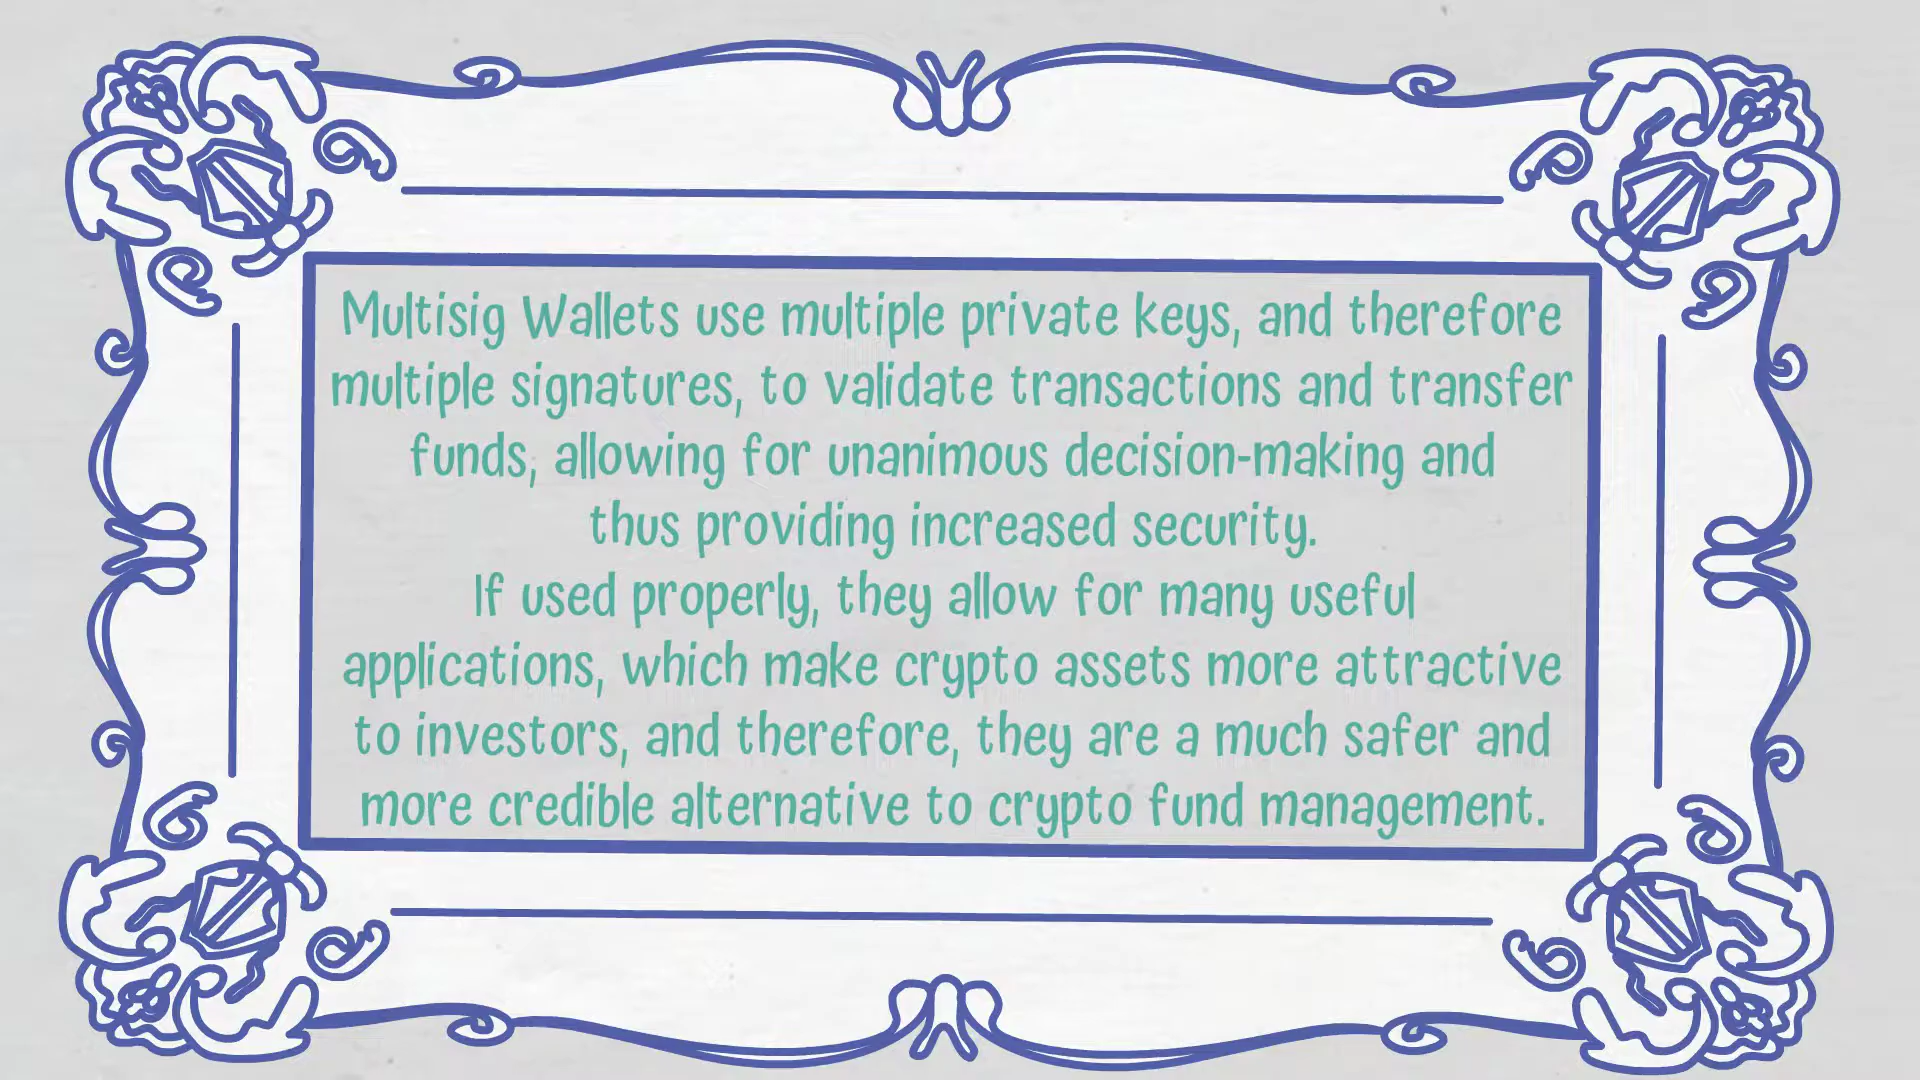 Multisig Wallets use multiple private keys, and therefore
multiple signatures, to validate transactions and transfer
funds, allowing for unanimous decision-making and
thus providing increased security.
If used properly, they allow for many useful
applications, which make crypto assets more attractive
to investors, and therefore, they are a much safer and
more credible alternative to crypto fund management.